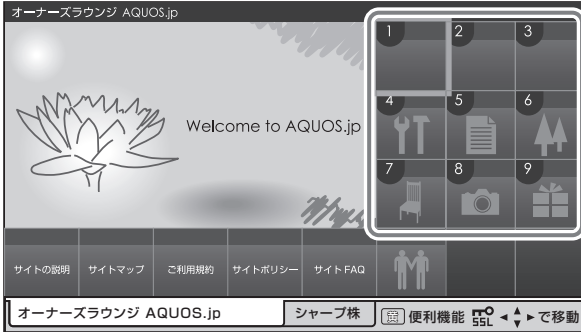 オーナーズラウンジ AQUOS.jp
1 2 3
Welcome to AQUOS.jp
4 5 6
7 8 9
サイトの説明 サイトマップ ご利用規約 サイトポリシー サイトFAQ
オーナーズラウンジ AQUOS.jp シャープ株 便利機能 SSL ◂▴▾▸で移動